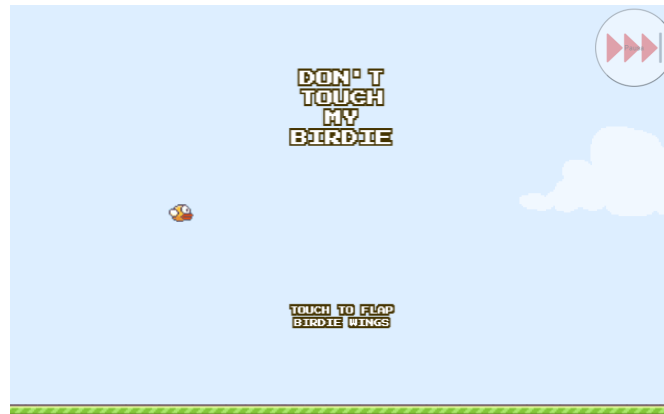 DON'T
TOUCH
MY
BIRDIE
TOUCH TO FLAP
BIRDIE WINGS